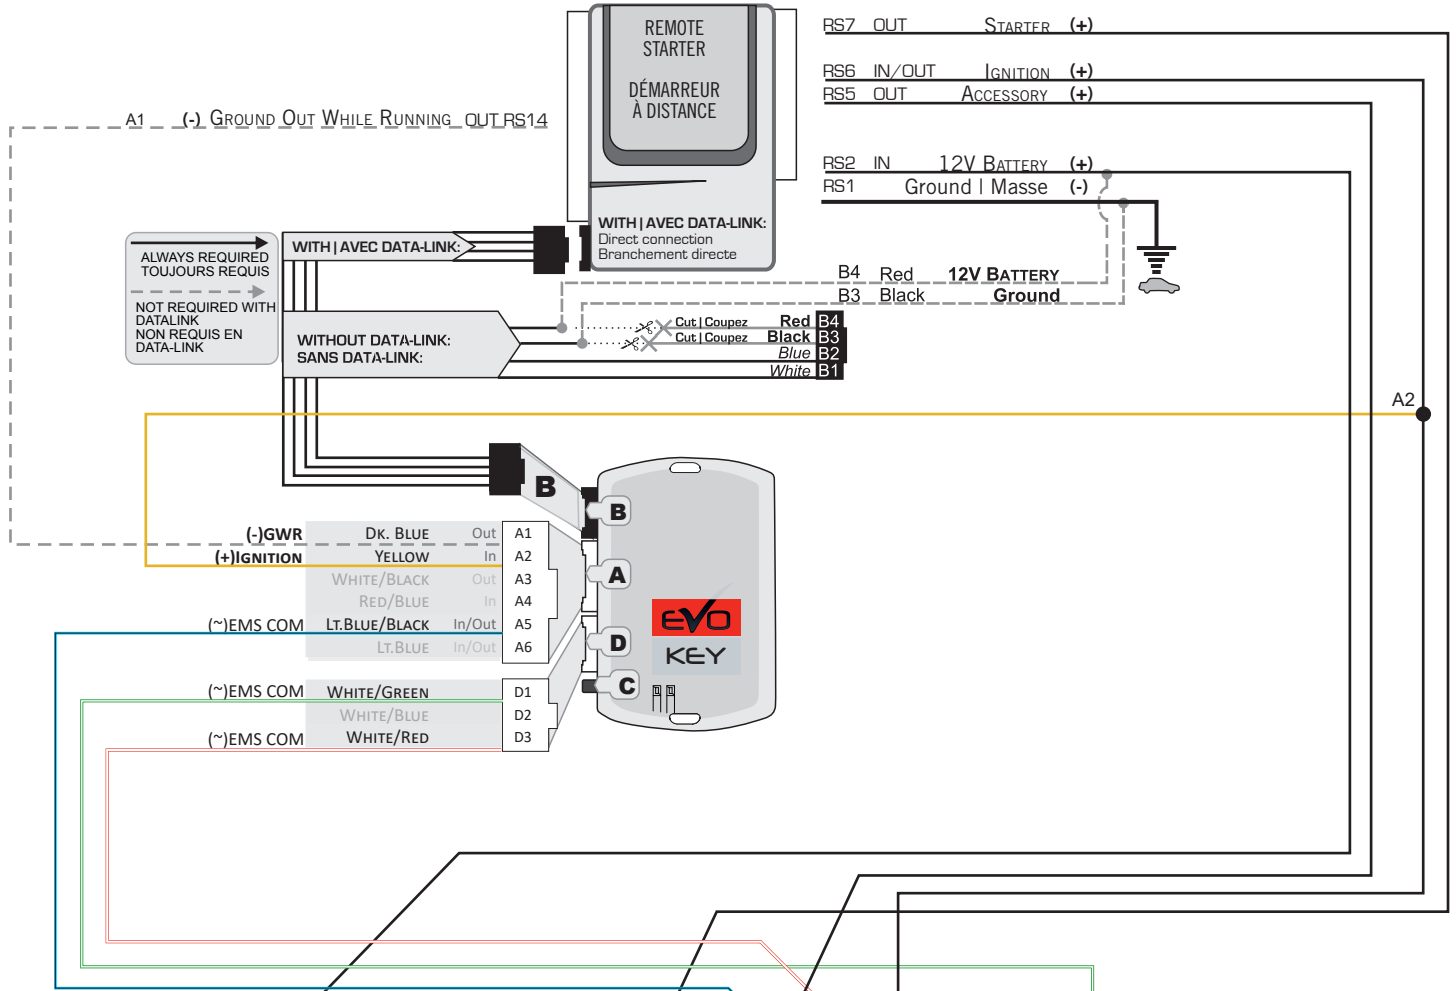 REMOTE
STARTER
DÉMARREUR
À DISTANCE
RS7 OUT STARTER (+)
RS6 IN/OUT IGNITION (+)
RS5 OUT ACCESSORY (+)
A1 (-) GROUND OUT WHILE RUNNING OUT RS14
RS2 IN 12V BATTERY (+)
RS1 Ground | Masse (-)
WITH | AVEC DATA-LINK:
Direct connection
Branchement directe
ALWAYS REQUIRED
TOUJOURS REQUIS
NOT REQUIRED WITH
DATALINK
NON REQUIS EN
DATA-LINK
WITH | AVEC DATA-LINK:
B4 Red 12V BATTERY
B3 Black Ground
WITHOUT DATA-LINK:
SANS DATA-LINK:
Cut | Coupez Red B4
Cut | Coupez Black B3
Blue B2
White B1
A2
B
B
A
D
C
(-)GWR DK. BLUE Out A1
(+)IGNITION YELLOW In A2
WHITE/BLACK Out A3
RED/BLUE In A4
(~)EMS COM LT.BLUE/BLACK In/Out A5
LT.BLUE In/Out A6
EVO
KEY
(~)EMS COM WHITE/GREEN D1
WHITE/BLUE D2
(~)EMS COM WHITE/RED D3